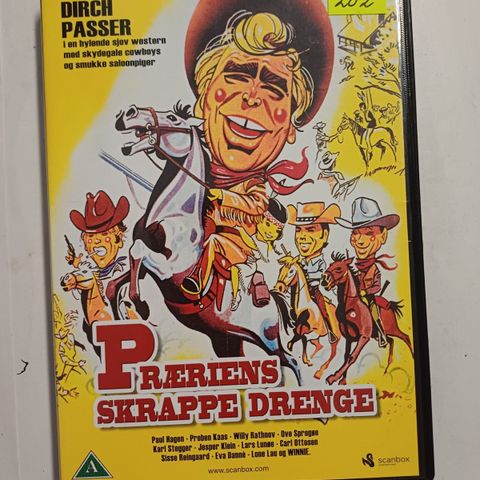 DIRCH
PASSER
i en hylende sjov western
med skydegale cowboys
og smukke saloonpiger
202
PRÆRIENS
SKRAPPE DRENGE
Paul Hagen · Preben Kaas · Willy Rathnov · Ove Sprogøe
Karl Stegger · Jesper Klein · Lars Lunøe · Carl Ottosen
Sisse Reingaard · Eva Danné · Lone Lau og WINNIE.
A
www.scanbox.com
scanbox